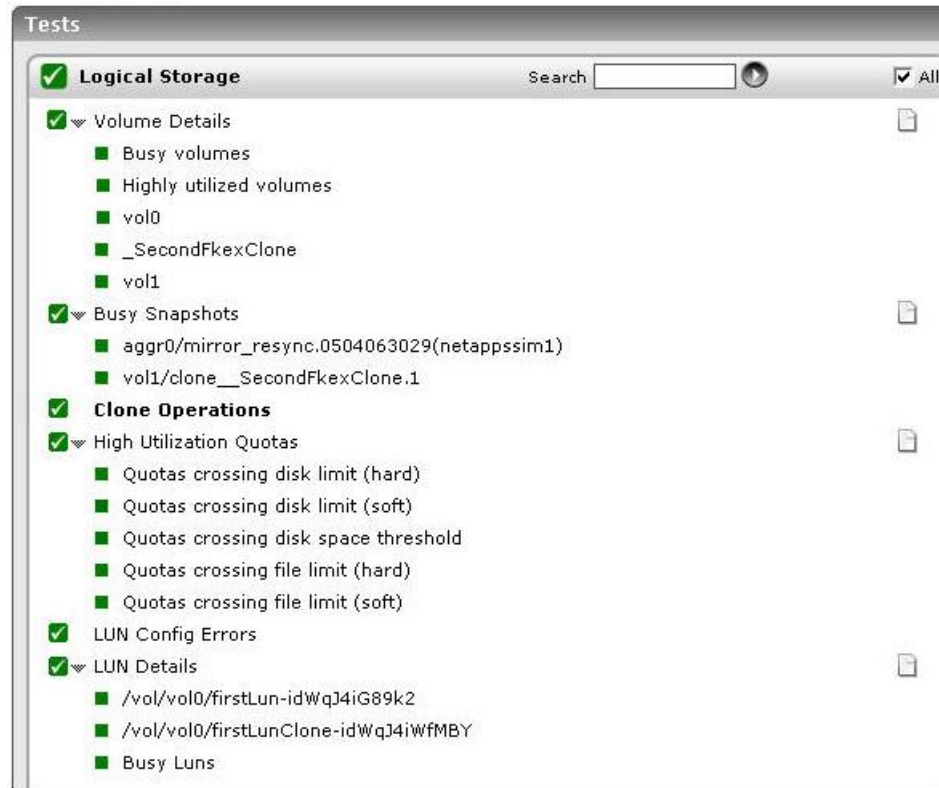 Tests
Logical Storage Search All
Volume Details
Busy volumes
Highly utilized volumes
vol0
_SecondFkexClone
vol1
Busy Snapshots
aggr0/mirror_resync.0504063029(netappssim1)
vol1/clone__SecondFkexClone.1
Clone Operations
High Utilization Quotas
Quotas crossing disk limit (hard)
Quotas crossing disk limit (soft)
Quotas crossing disk space threshold
Quotas crossing file limit (hard)
Quotas crossing file limit (soft)
LUN Config Errors
LUN Details
/vol/vol0/firstLun-idWqJ4iG89k2
/vol/vol0/firstLunClone-idWqJ4iWfMBY
Busy Luns